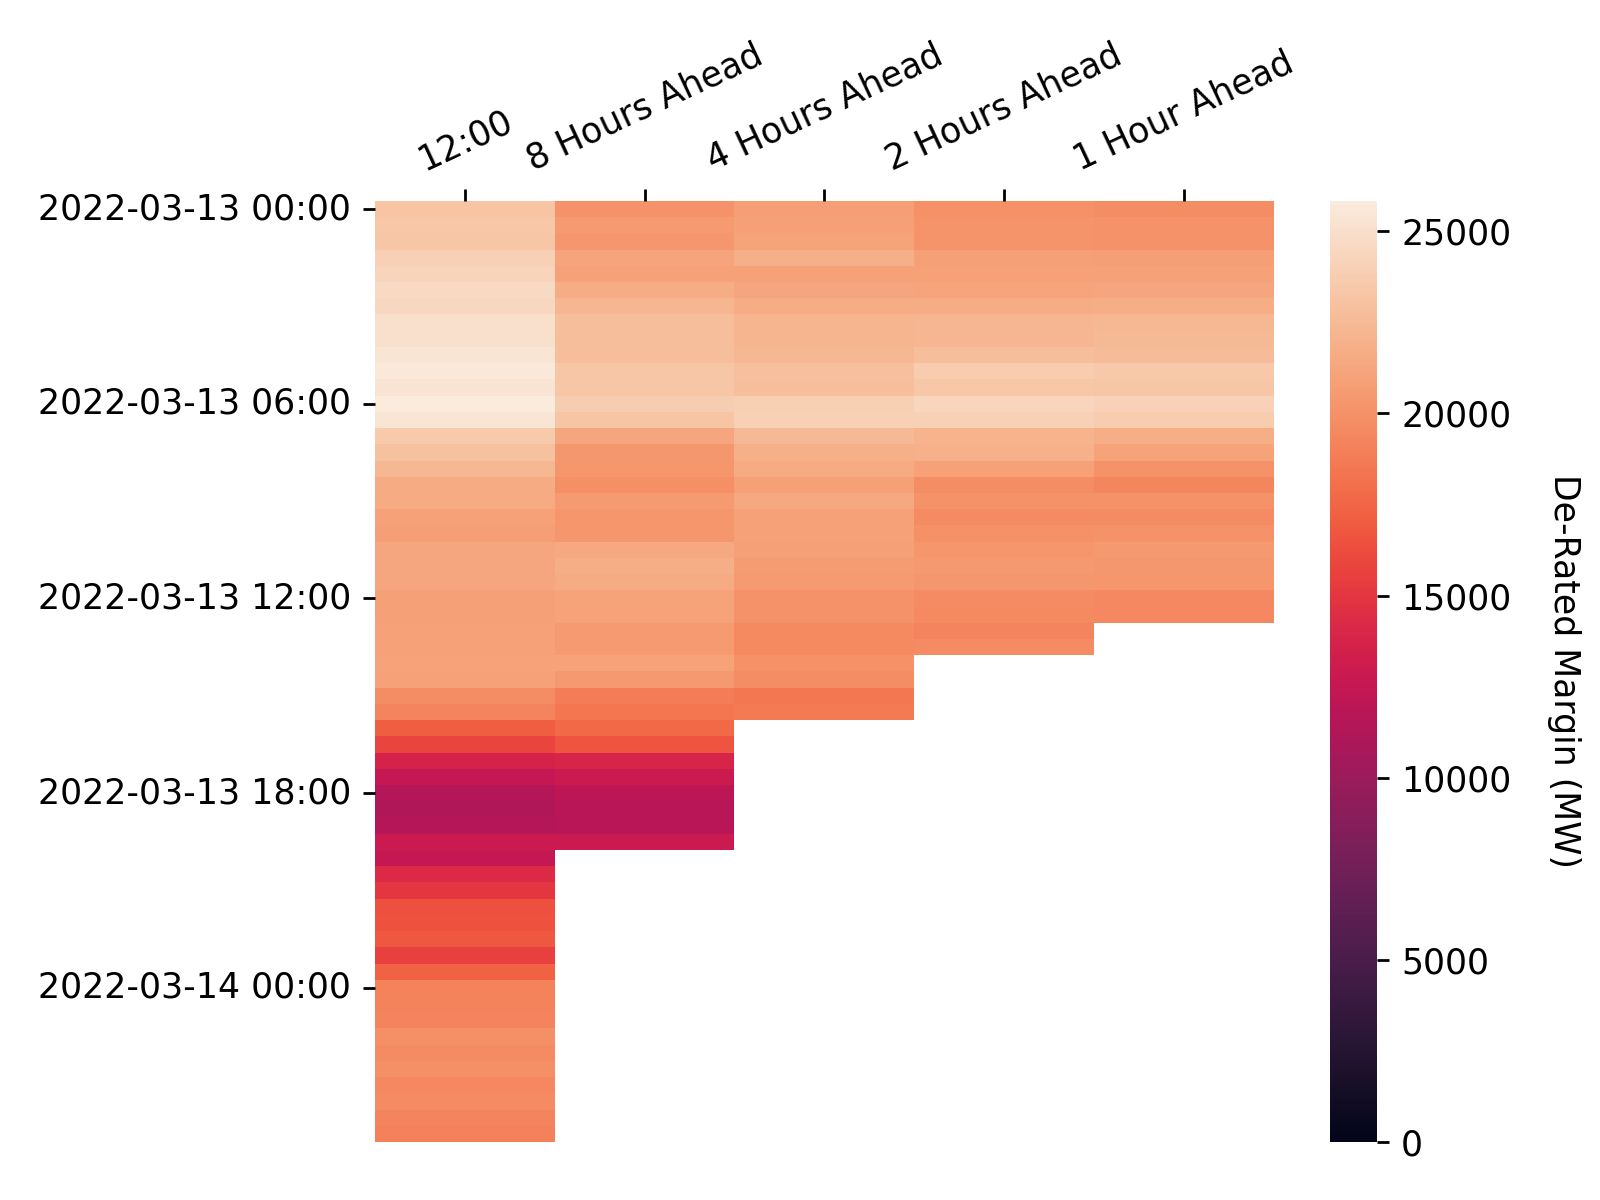 12:00
8 Hours Ahead
4 Hours Ahead
2 Hours Ahead
1 Hour Ahead
2022-03-13 00:00
2022-03-13 06:00
2022-03-13 12:00
2022-03-13 18:00
2022-03-14 00:00
25000
20000
15000
10000
5000
0
De-Rated Margin (MW)